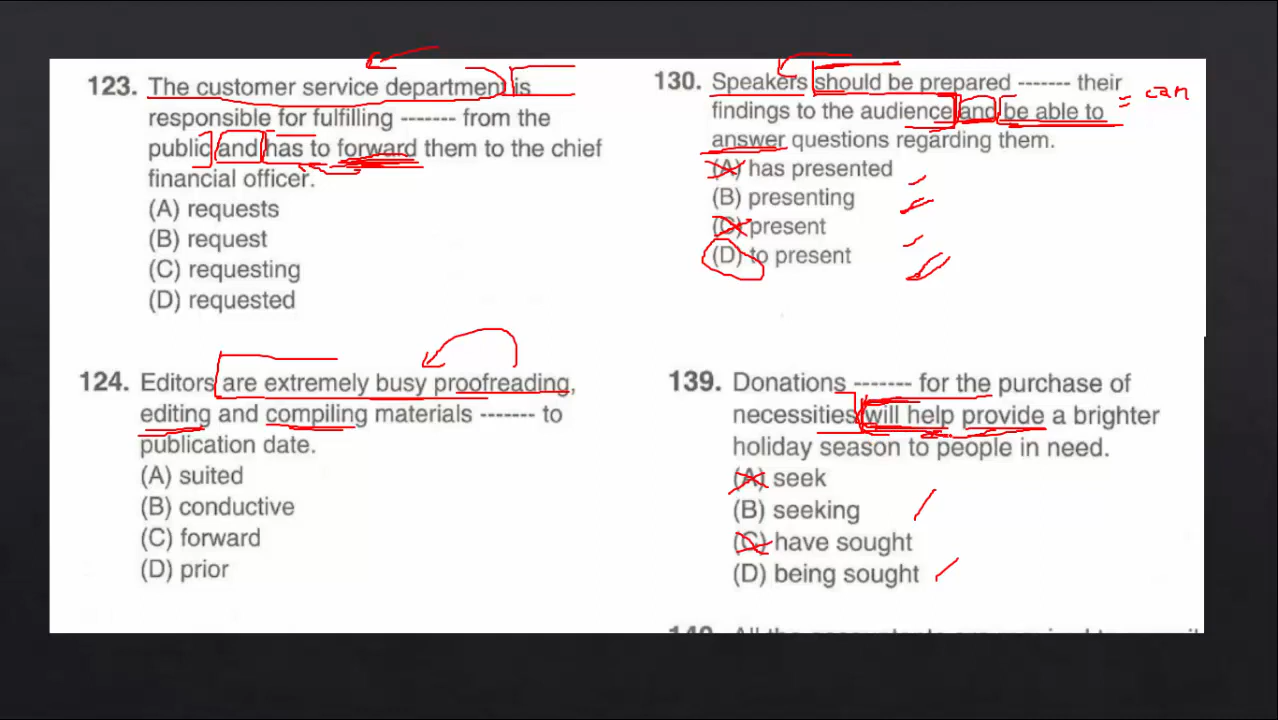 123. The customer service department is
responsible for fulfilling ------- from the
public and has to forward them to the chief
financial officer.
(A) requests
(B) request
(C) requesting
(D) requested
124. Editors are extremely busy proofreading,
editing and compiling materials ------- to
publication date.
(A) suited
(B) conductive
(C) forward
(D) prior
130. Speakers should be prepared ------- their
findings to the audience and be able to
= can
answer questions regarding them.
(A) has presented
(B) presenting
(C) present
(D) to present
139. Donations ------- for the purchase of
necessities will help provide a brighter
holiday season to people in need.
(A) seek
(B) seeking
(C) have sought
(D) being sought